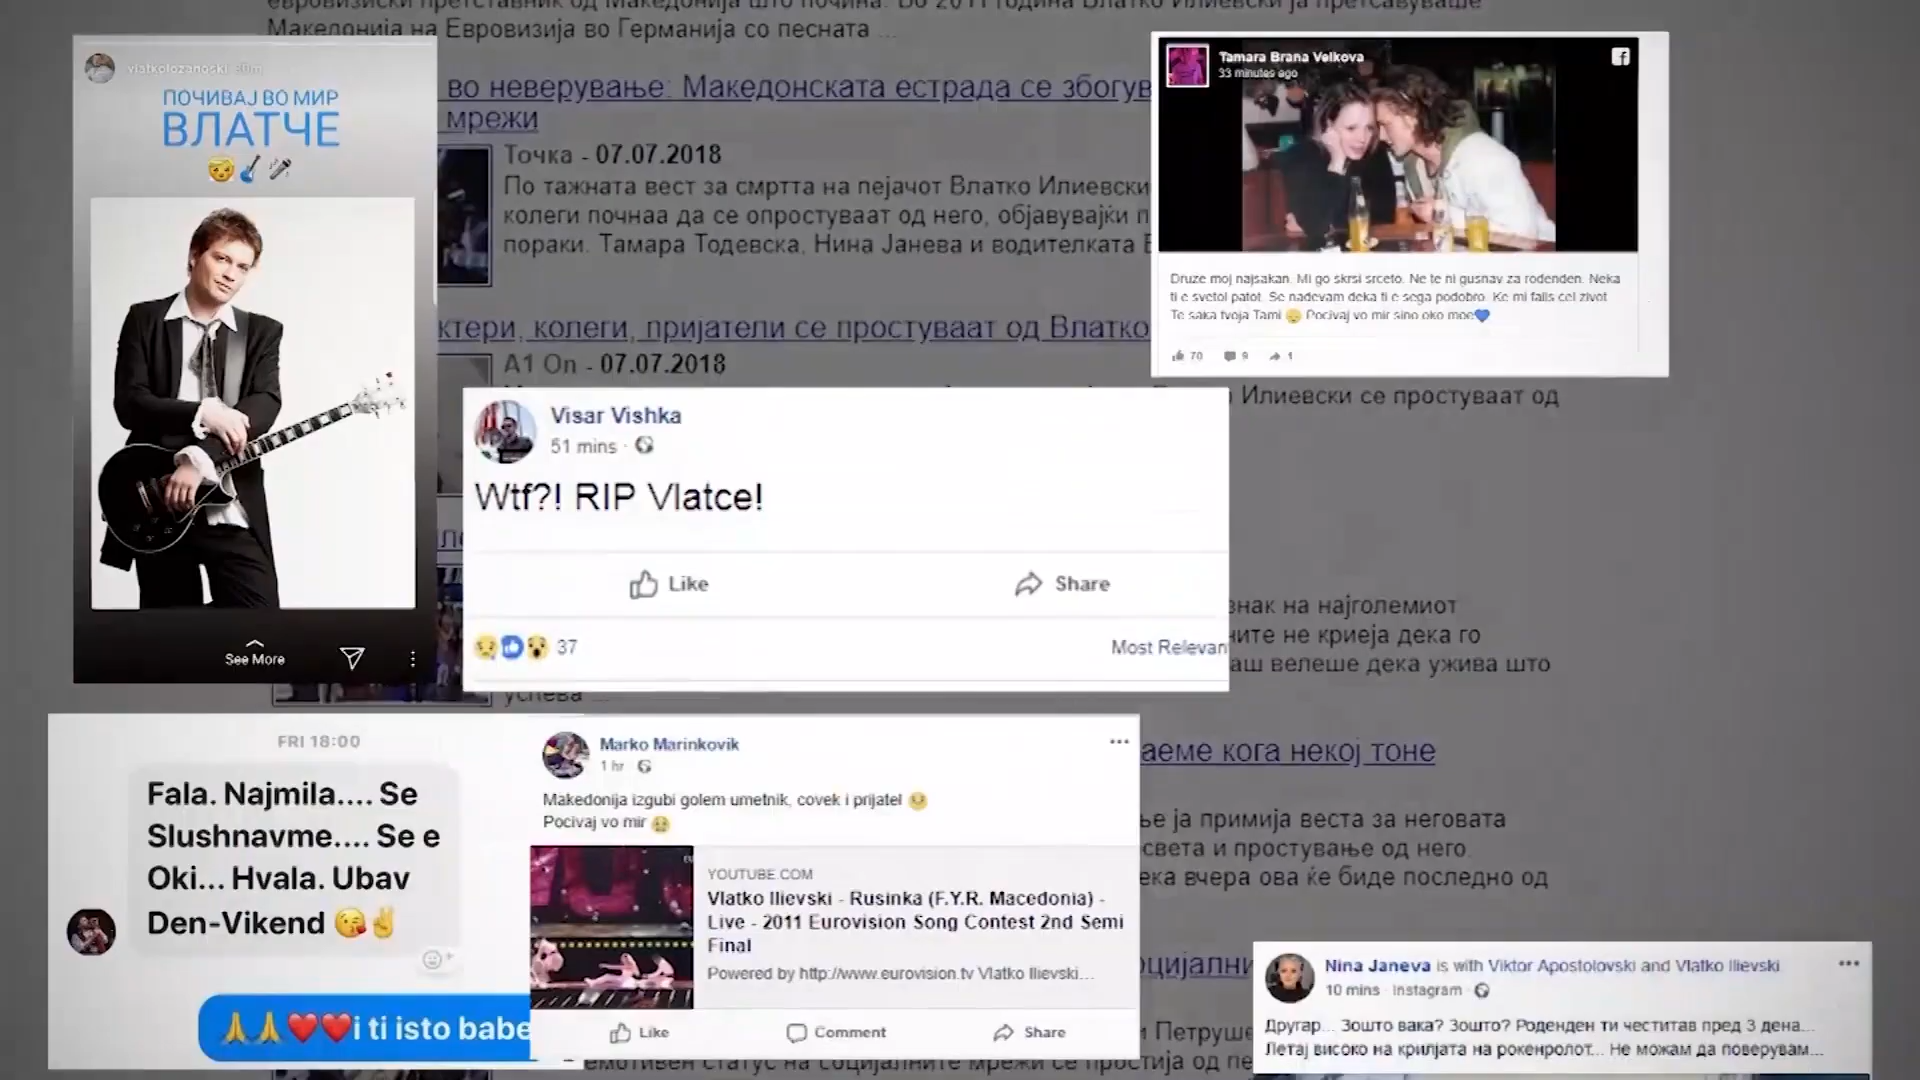 Македонија на Евровизија во Германија со песната ...
во неверување: Македонската естрада се збогув
мрежи
Точка - 07.07.2018
По тажната вест за смртта на пејачот Влатко Илиевски
колеги почнаа да се опростуваат од него, објавувајќи п
пораки. Тамара Тодевска, Нина Јанева и водителката Е
ктери, колеги, пријатели се простуваат од Влатко
A1 On - 07.07.2018
Илиевски се простуваат од
знак на најголемиот
ните не криеја дека го
аш велеше дека ужива што
успева
аеме кога некој тоне
ье ја примија веста за неговата
света и простување од него.
ека вчера ова ќе биде последно од
оцијални
и Петруше
емотивен статус на социјалните мрежи се простија од пе
vlatkolozanoski
ПОЧИВАЈ ВО МИР
ВЛАТЧЕ
🤕🎸🎤
See More
Tamara Brana Velkova
33 minutes ago
Druze moj najsakan. Mi go skrsi srceto. Ne te ni gusnav za rodenden. Neka
ti e svetol patot. Se nadevam deka ti e sega podobro. Ke mi falis cel zivot
Te saka tvoja Tami 😔 Pocivaj vo mir sino oko moe💙
70 9 1
Visar Vishka
51 mins ·
Wtf?! RIP Vlatce!
Like Share
37 Most Relevan
FRI 18:00
Fala. Najmila.... Se
Slushnavme.... Se e
Oki... Hvala. Ubav
Den-Vikend 😘✌️
🙏🙏❤️❤️i ti isto babe
Marko Marinkovik
1 hr ·
Makedonija izgubi golem umetnik, covek i prijatel 😢
Pocivaj vo mir 😢
YOUTUBE.COM
Vlatko Ilievski - Rusinka (F.Y.R. Macedonia) -
Live - 2011 Eurovision Song Contest 2nd Semi
Final
Powered by http://www.eurovision.tv Vlatko Ilievski...
Like Comment Share
Nina Janeva is with Viktor Apostolovski and Vlatko Ilievski
10 mins · Instagram ·
Другар... Зошто вака? Зошто? Роденден ти честитав пред 3 дена...
Летај високо на крилјата на рокенролот... Не можам да поверувам...